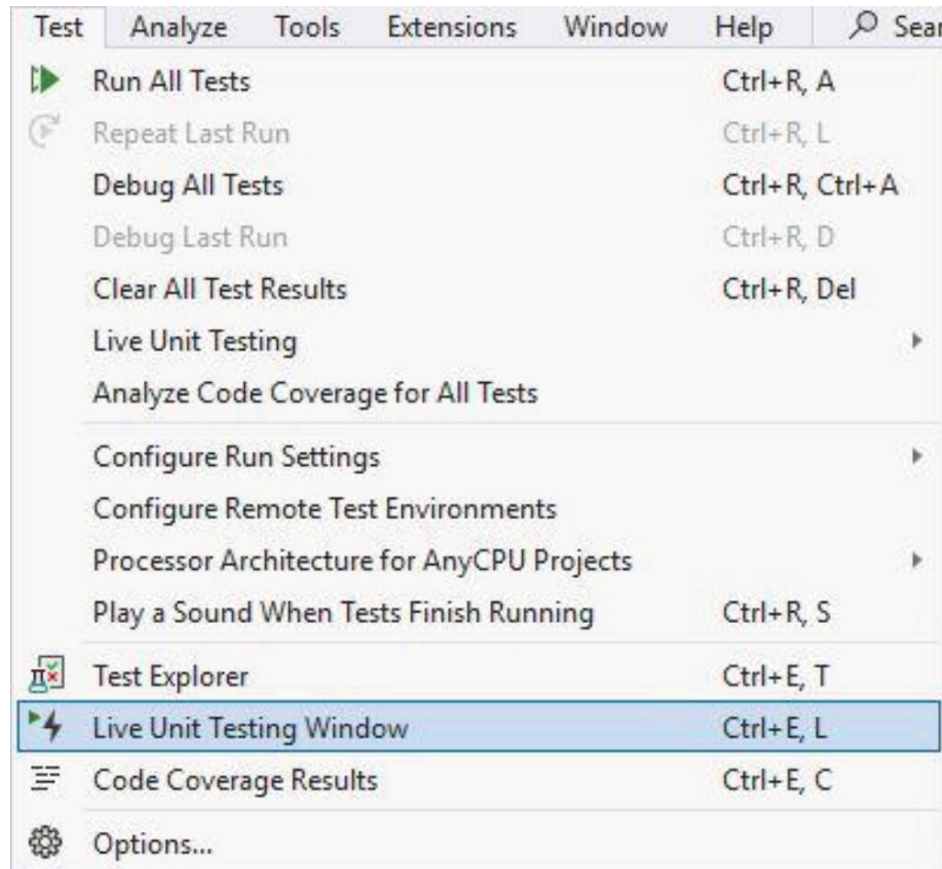 Test Analyze Tools Extensions Window Help
Run All Tests Ctrl+R, A
Repeat Last Run Ctrl+R, L
Debug All Tests Ctrl+R, Ctrl+A
Debug Last Run Ctrl+R, D
Clear All Test Results Ctrl+R, Del
Live Unit Testing
Analyze Code Coverage for All Tests
Configure Run Settings
Configure Remote Test Environments
Processor Architecture for AnyCPU Projects
Play a Sound When Tests Finish Running Ctrl+R, S
Test Explorer Ctrl+E, T
Live Unit Testing Window Ctrl+E, L
Code Coverage Results Ctrl+E, C
Options...